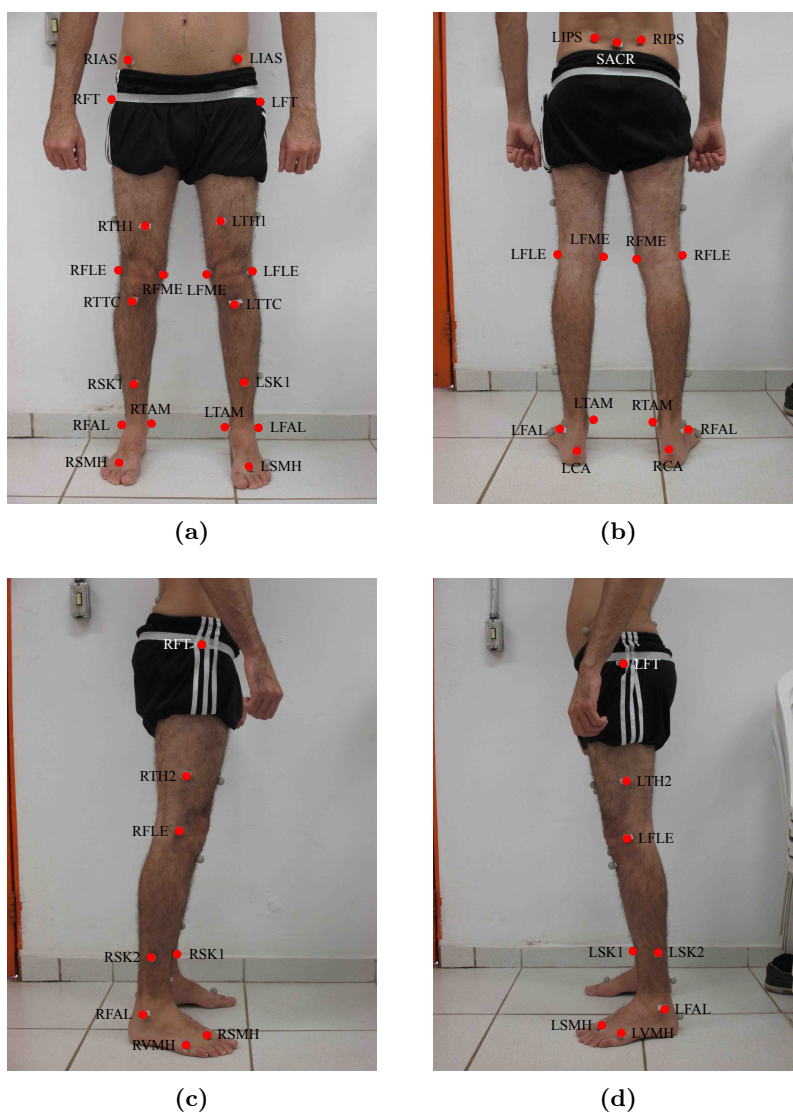 RIAS LIAS
RFT LFT
RTH1 LTH1
RFLE RFME LFME LFLE
RTTC LTTC
RSK1 LSK1
RFAL RTAM LTAM LFAL
RSMH LSMH
(a)
LIPS RIPS
SACR
LFLE LFME RFME RFLE
LTAM RTAM
LFAL RFAL
LCA RCA
(b)
RFT
RTH2
RFLE
RSK2 RSK1
RFAL
RSMH
RVMH
(c)
LFT
LTH2
LFLE
LSK1 LSK2
LFAL
LSMH LVMH
(d)